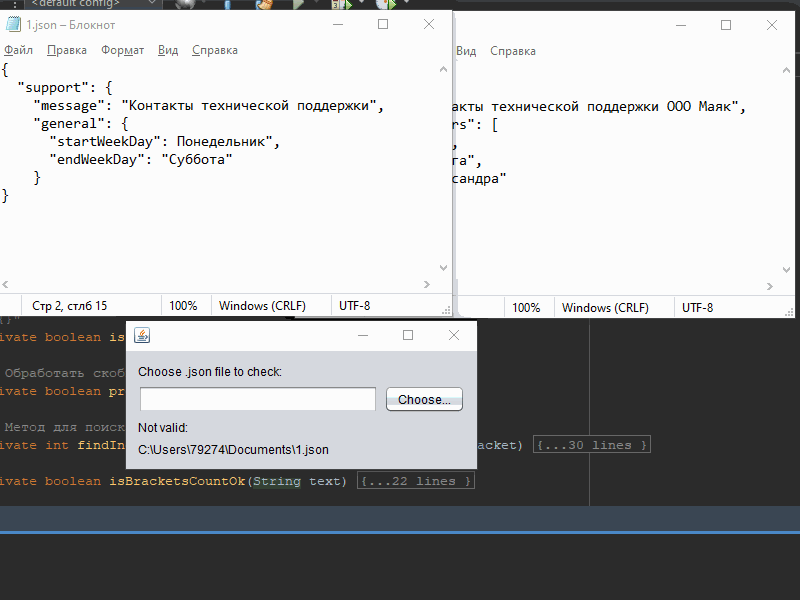 <default config>
1.json – Блокнот
Файл Правка Формат Вид Справка
{
"support": {
"message": "Контакты технической поддержки",
"general": {
"startWeekDay": Понедельник",
"endWeekDay": "Суббота"
}
}
Стр 2, стлб 15 100% Windows (CRLF) UTF-8
Вид Справка
акты технической поддержки ООО Маяк",
rs": [
,
га",
сандра"
100% Windows (CRLF) UTF-8
Choose .json file to check:
Choose...
Not valid:
C:\Users\79274\Documents\1.json
ivate boolean is
Обработать скоб
ivate boolean pr
Метод для поиск
ivate int findIn
acket) {...30 lines }
ivate boolean isBracketsCountOk(String text) {...22 lines }